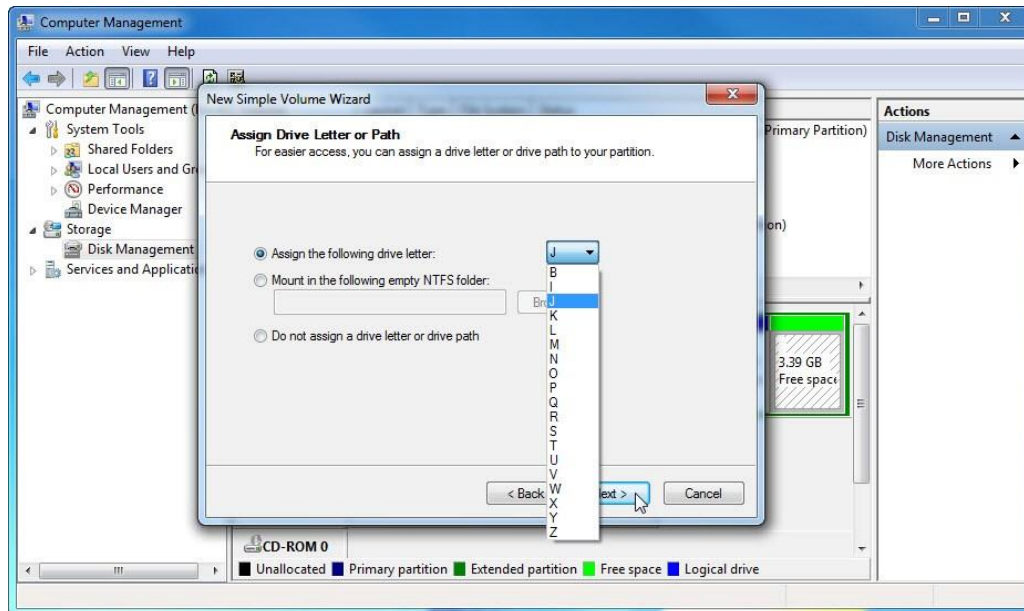 Computer Management
File Action View Help
Computer Management (
System Tools
Shared Folders
Local Users and Gr
Performance
Device Manager
Storage
Disk Management
Services and Applicati
New Simple Volume Wizard
Assign Drive Letter or Path
For easier access, you can assign a drive letter or drive path to your partition.
Assign the following drive letter:
J
Mount in the following empty NTFS folder:
Do not assign a drive letter or drive path
B
I
J
K
L
M
N
O
P
Q
R
S
T
U
V
W
X
Y
Z
< Back
ext >
Cancel
Primary Partition)
on)
3.39 GB
Free space
CD-ROM 0
Unallocated Primary partition Extended partition Free space Logical drive
Actions
Disk Management
More Actions